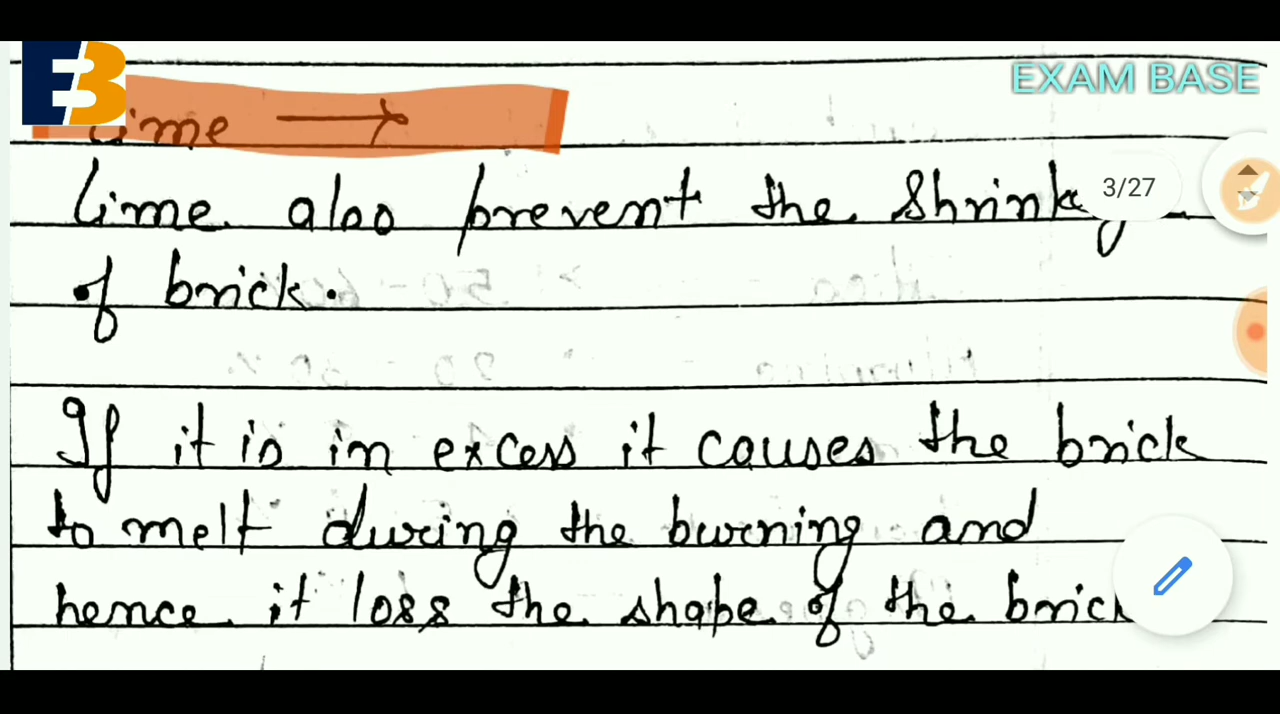 EB
EXAM BASE
Lime →
Lime also prevent the
3/27
of brick.
If it is in excess it causes the brick
to melt during the burning and
hence it loss the shape of the brick